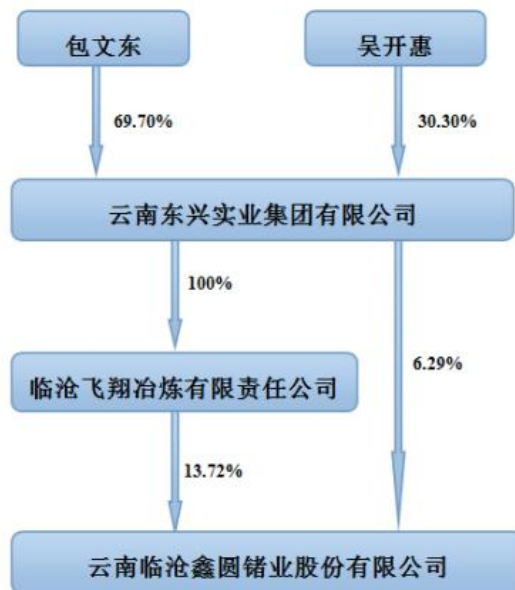 包文东
吴开惠
69.70%
30.30%
云南东兴实业集团有限公司
100%
6.29%
临沧飞翔冶炼有限责任公司
13.72%
云南临沧鑫圆锗业股份有限公司